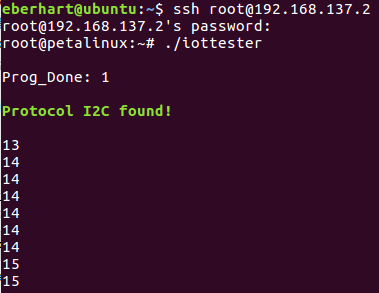 eberhart@ubuntu:~$ ssh root@192.168.137.2
root@192.168.137.2's password:
root@petalinux:~# ./iottester
Prog_Done: 1
Protocol I2C found!
13
14
14
14
14
14
14
15
15